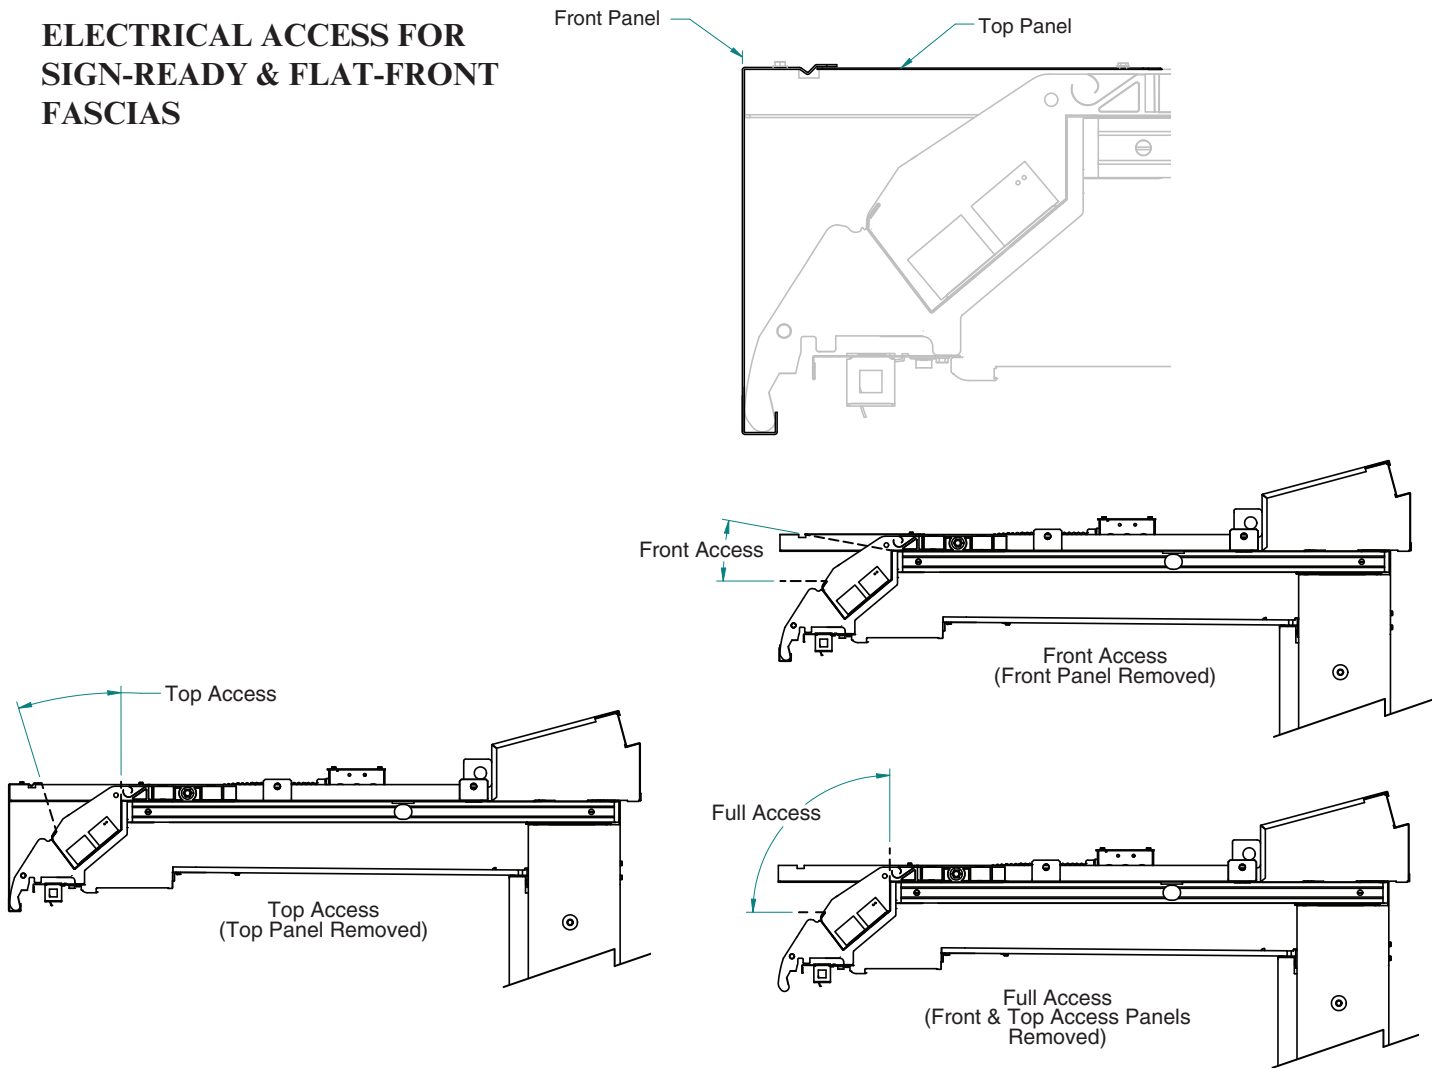 ELECTRICAL ACCESS FOR
SIGN-READY & FLAT-FRONT
FASCIAS
Front Panel
Top Panel
Front Access
Front Access
(Front Panel Removed)
Top Access
Top Access
(Top Panel Removed)
Full Access
Full Access
(Front & Top Access Panels
Removed)